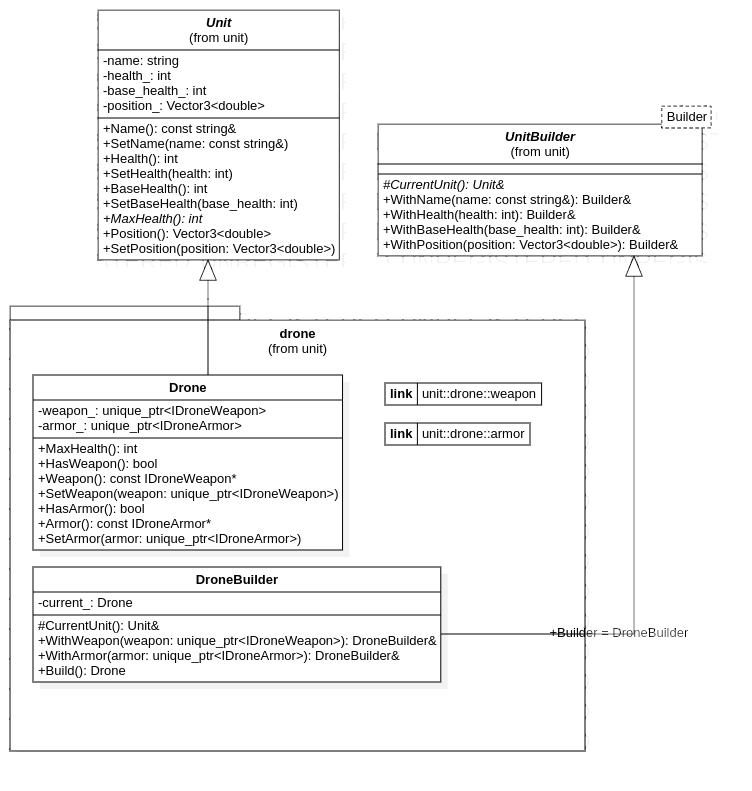 Unit
(from unit)
-name: string
-health_: int
-base_health_: int
-position_: Vector3<double>
+Name(): const string&
+SetName(name: const string&)
+Health(): int
+SetHealth(health: int)
+BaseHealth(): int
+SetBaseHealth(base_health: int)
+MaxHealth(): int
+Position(): Vector3<double>
+SetPosition(position: Vector3<double>)
Builder
UnitBuilder
(from unit)
#CurrentUnit(): Unit&
+WithName(name: const string&): Builder&
+WithHealth(health: int): Builder&
+WithBaseHealth(base_health: int): Builder&
+WithPosition(position: Vector3<double>): Builder&
drone
(from unit)
Drone
-weapon_: unique_ptr<IDroneWeapon>
-armor_: unique_ptr<IDroneArmor>
+MaxHealth(): int
+HasWeapon(): bool
+Weapon(): const IDroneWeapon*
+SetWeapon(weapon: unique_ptr<IDroneWeapon>)
+HasArmor(): bool
+Armor(): const IDroneArmor*
+SetArmor(armor: unique_ptr<IDroneArmor>)
link unit::drone::weapon
link unit::drone::armor
DroneBuilder
-current_: Drone
#CurrentUnit(): Unit&
+WithWeapon(weapon: unique_ptr<IDroneWeapon>): DroneBuilder&
+WithArmor(armor: unique_ptr<IDroneArmor>): DroneBuilder&
+Build(): Drone
+Builder = DroneBuilder